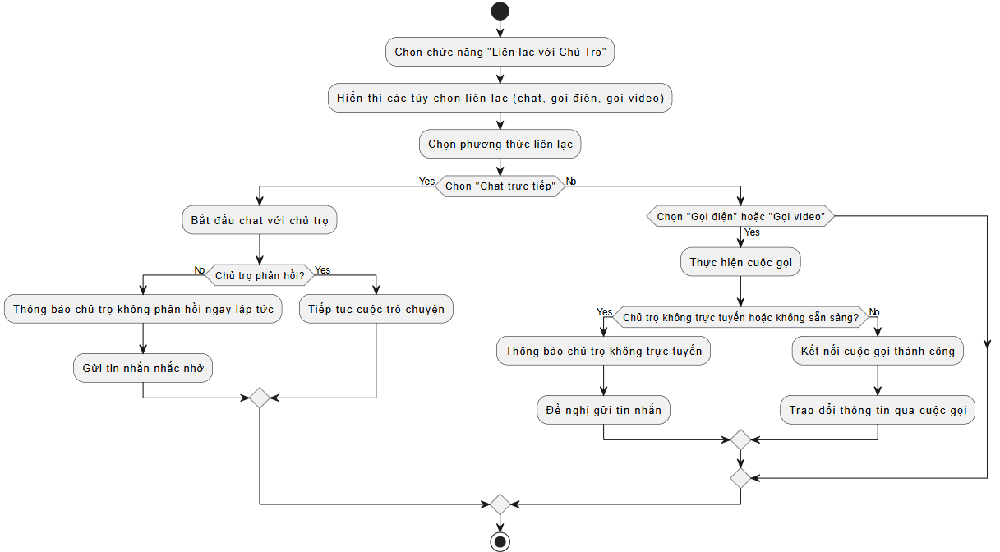 Chọn chức năng "Liên lạc với Chủ Trọ"
Hiển thị các tùy chọn liên lạc (chat, gọi điện, gọi video)
Chọn phương thức liên lạc
Yes
Chọn "Chat trực tiếp"
No
Bắt đầu chat với chủ trọ
No
Chủ trọ phản hồi?
Yes
Thông báo chủ trọ không phản hồi ngay lập tức
Gửi tin nhắn nhắc nhở
Tiếp tục cuộc trò chuyện
Chọn "Gọi điện" hoặc "Gọi video"
Yes
Thực hiện cuộc gọi
Yes
Chủ trọ không trực tuyến hoặc không sẵn sàng?
No
Thông báo chủ trọ không trực tuyến
Đề nghị gửi tin nhắn
Kết nối cuộc gọi thành công
Trao đổi thông tin qua cuộc gọi